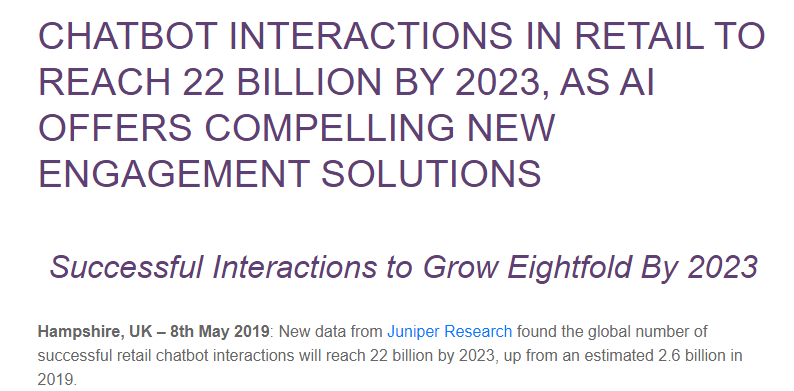 CHATBOT INTERACTIONS IN RETAIL TO
REACH 22 BILLION BY 2023, AS AI
OFFERS COMPELLING NEW
ENGAGEMENT SOLUTIONS
Successful Interactions to Grow Eightfold By 2023
Hampshire, UK – 8th May 2019: New data from Juniper Research found the global number of
successful retail chatbot interactions will reach 22 billion by 2023, up from an estimated 2.6 billion in
2019.